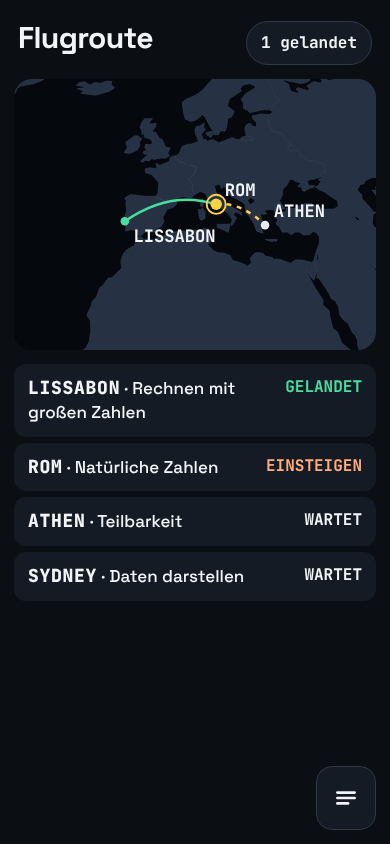 Flugroute
1 gelandet
ROM
ATHEN
LISSABON
LISSABON · Rechnen mit
großen Zahlen
GELANDET
ROM · Natürliche Zahlen
EINSTEIGEN
ATHEN · Teilbarkeit
WARTET
SYDNEY · Daten darstellen
WARTET